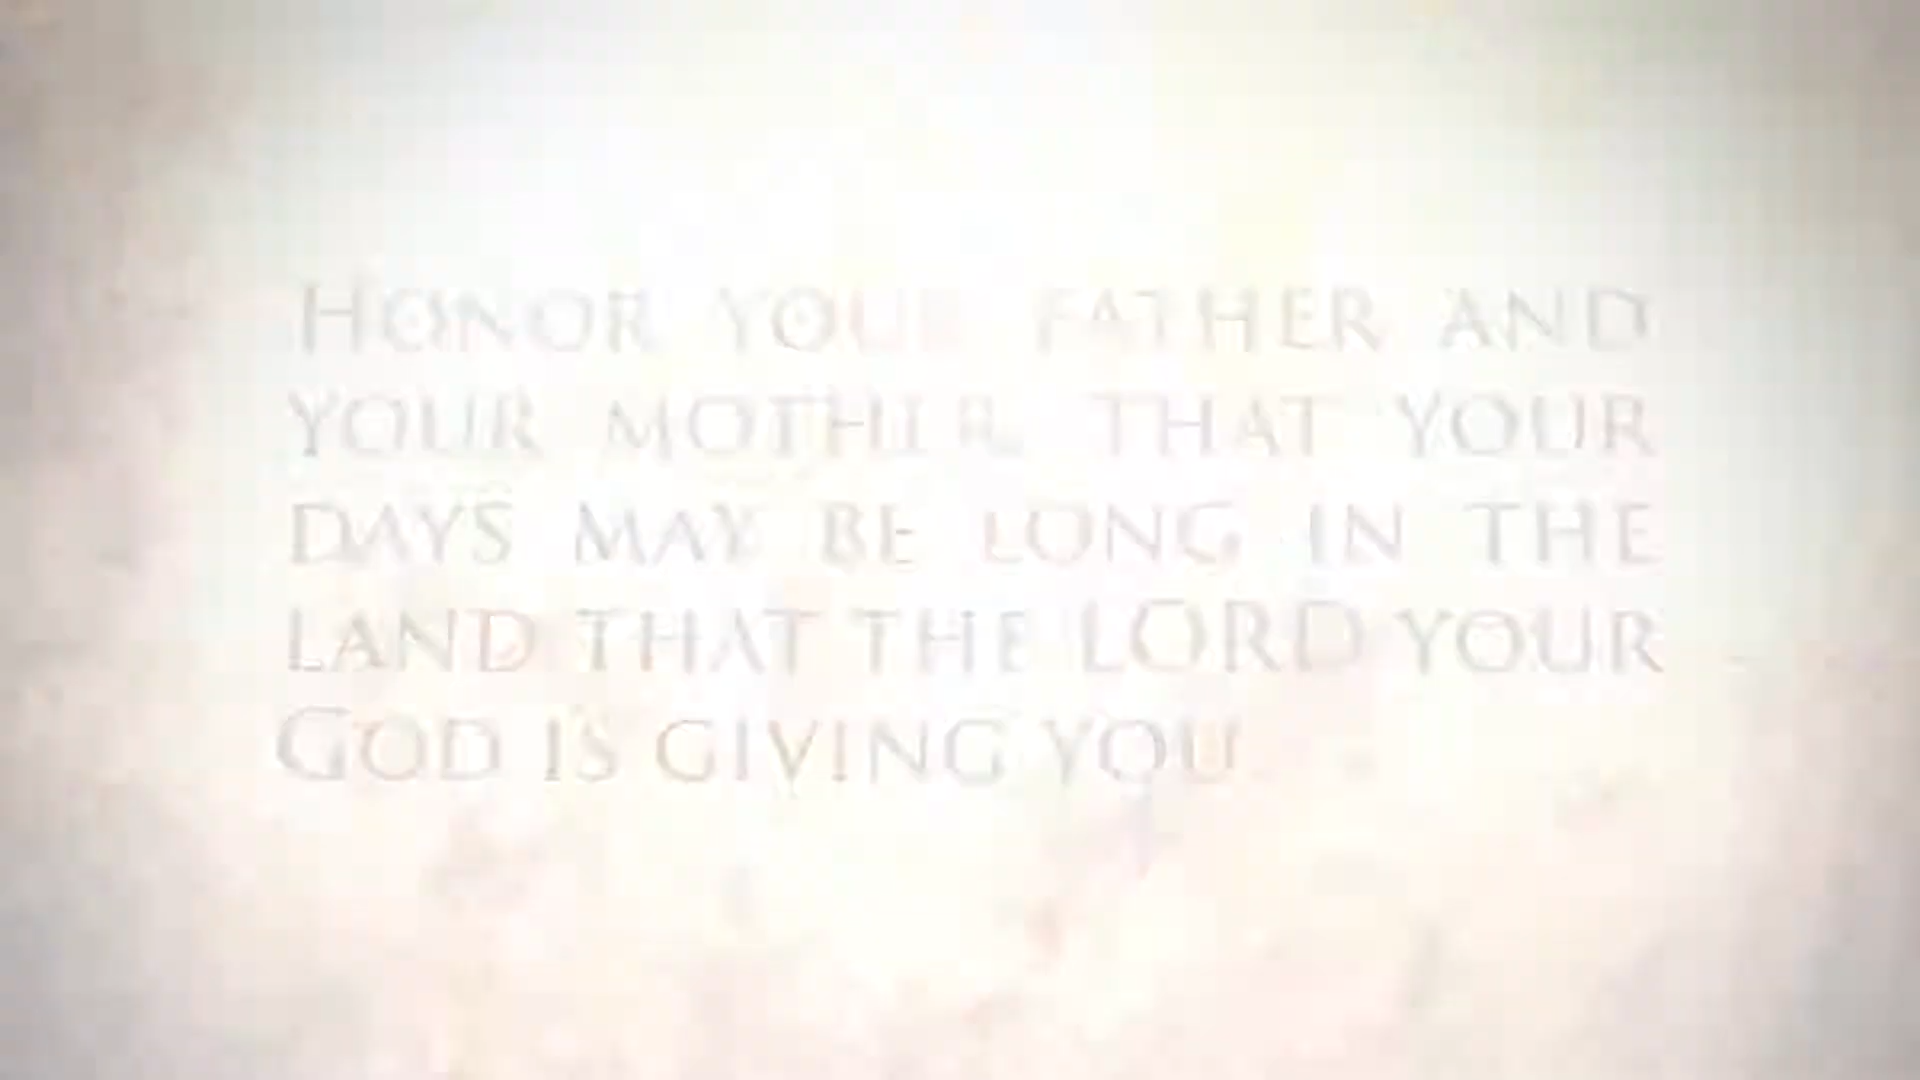 Honor your father and
your mother, that your
days may be long in the
land that the LORD your
God is giving you.